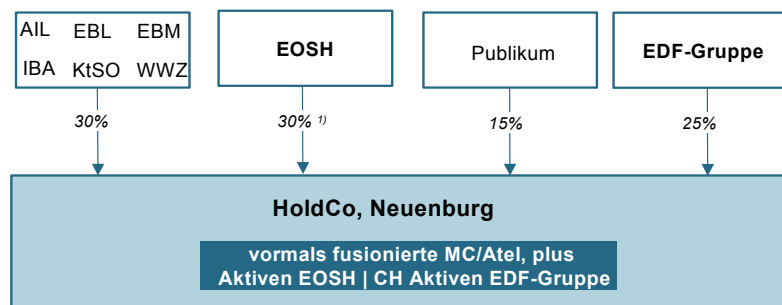 AIL EBL EBM
IBA KtSO WWZ
EOSH
Publikum
EDF-Gruppe
30%
30% 1)
15%
25%
HoldCo, Neuenburg
vormals fusionierte MC/Atel, plus
Aktiven EOSH | CH Aktiven EDF-Gruppe